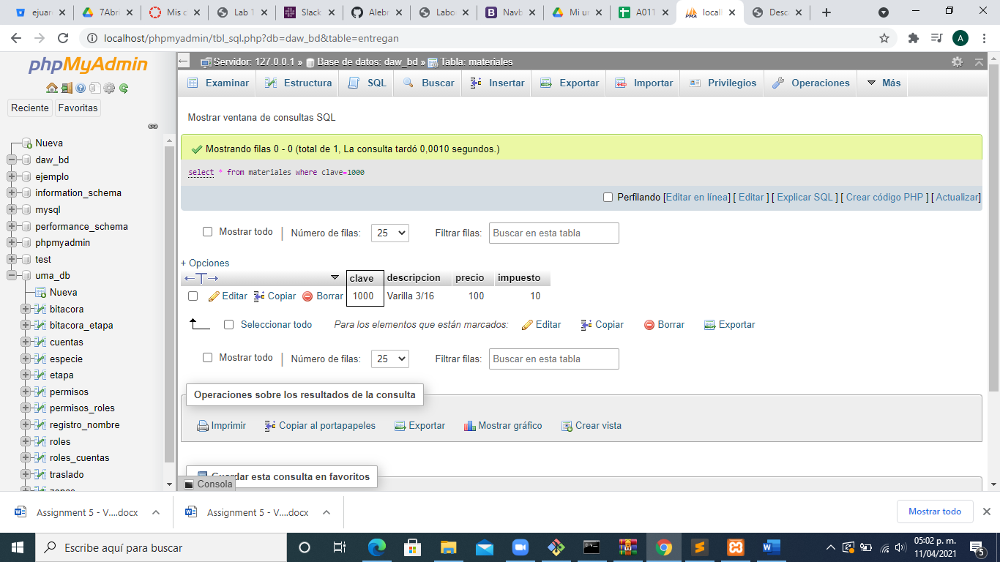 ejuan
7Abri
Mis c
Lab 1
Slack
Alebr
Labo
Navb
Mi un
A011
locall
Desca
localhost/phpmyadmin/tbl_sql.php?db=daw_bd&table=entregan
A
phpMyAdmin
Reciente
Favoritas
Nueva
daw_bd
ejemplo
information_schema
mysql
performance_schema
phpmyadmin
test
uma_db
Nueva
bitacora
bitacora_etapa
cuentas
especie
etapa
permisos
permisos_roles
registro_nombre
roles
roles_cuentas
traslado
zonas
Servidor: 127.0.0.1 » Base de datos: daw_bd » Tabla: materiales
Examinar Estructura SQL Buscar Insertar Exportar Importar Privilegios Operaciones Más
Mostrar ventana de consultas SQL
Mostrando filas 0 - 0 (total de 1, La consulta tardó 0,0010 segundos.)
select * from materiales where clave=1000
Perfilando [Editar en línea] [ Editar ] [ Explicar SQL ] [ Crear código PHP ] [ Actualizar]
Mostrar todo | Número de filas: 25 Filtrar filas: Buscar en esta tabla
+ Opciones
←T→ clave descripcion precio impuesto
Editar Copiar Borrar 1000 Varilla 3/16 100 10
Seleccionar todo Para los elementos que están marcados: Editar Copiar Borrar Exportar
Mostrar todo | Número de filas: 25 Filtrar filas: Buscar en esta tabla
Operaciones sobre los resultados de la consulta
Imprimir Copiar al portapapeles Exportar Mostrar gráfico Crear vista
Guardar esta consulta en favoritos
Consola
Assignment 5 - V....docx
Assignment 5 - V....docx
Mostrar todo
Escribe aquí para buscar
05:02 p. m.
11/04/2021
5